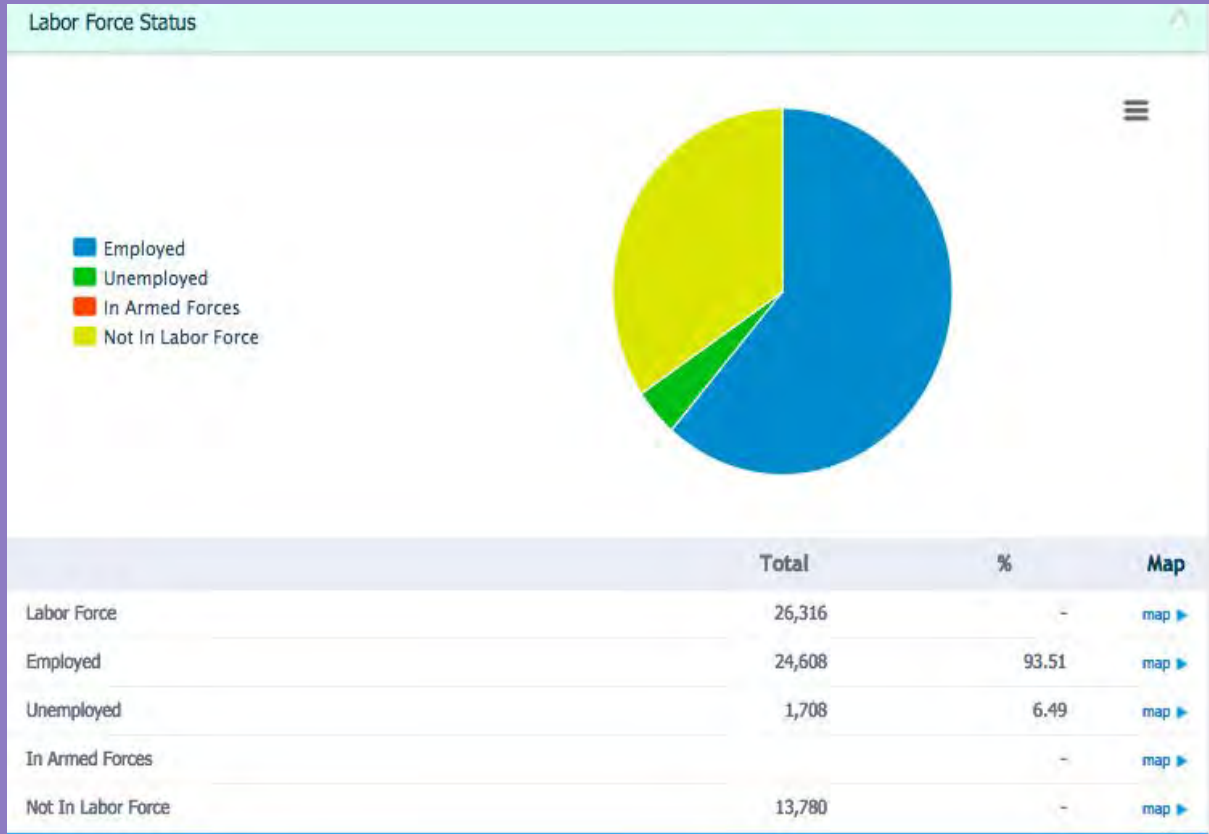 Labor Force Status
Employed
Unemployed
In Armed Forces
Not In Labor Force
Total % Map
Labor Force 26,316 - map
Employed 24,608 93.51 map
Unemployed 1,708 6.49 map
In Armed Forces - map
Not In Labor Force 13,780 - map